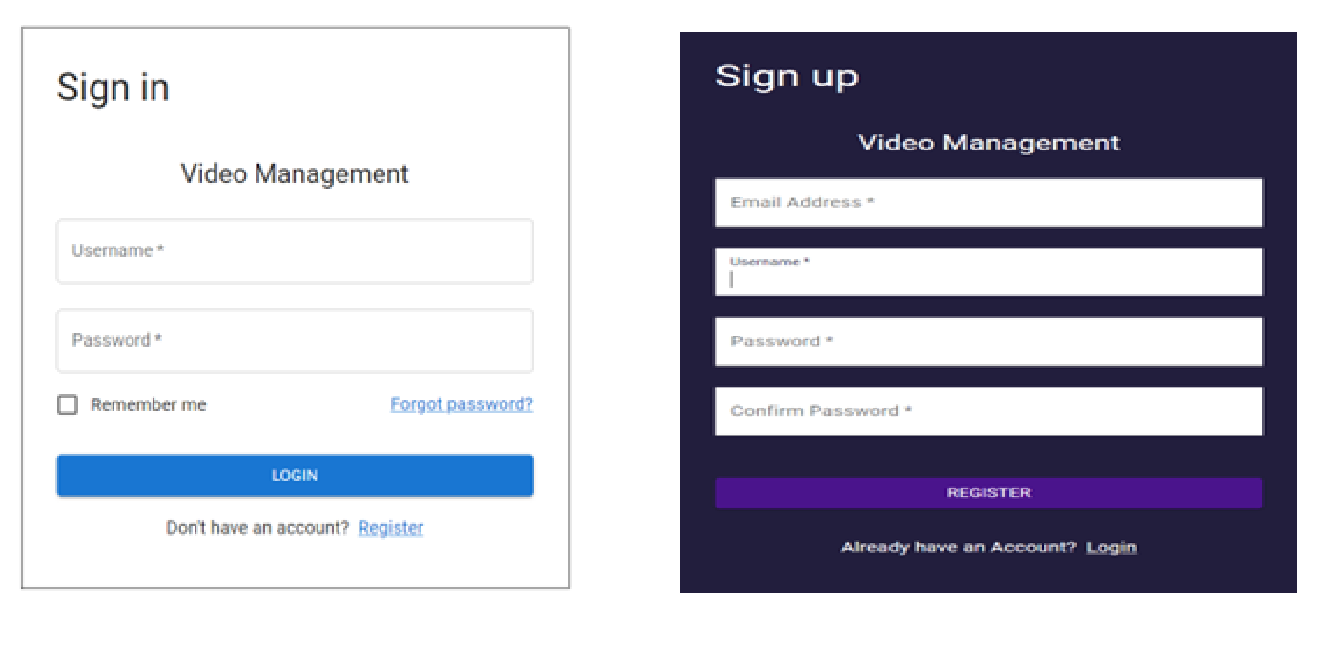 Sign in
Video Management
Username *
Password *
Remember me Forgot password?
LOGIN
Don't have an account? Register
Sign up
Video Management
Email Address *
Username *
Password *
Confirm Password *
REGISTER
Already have an Account? Login